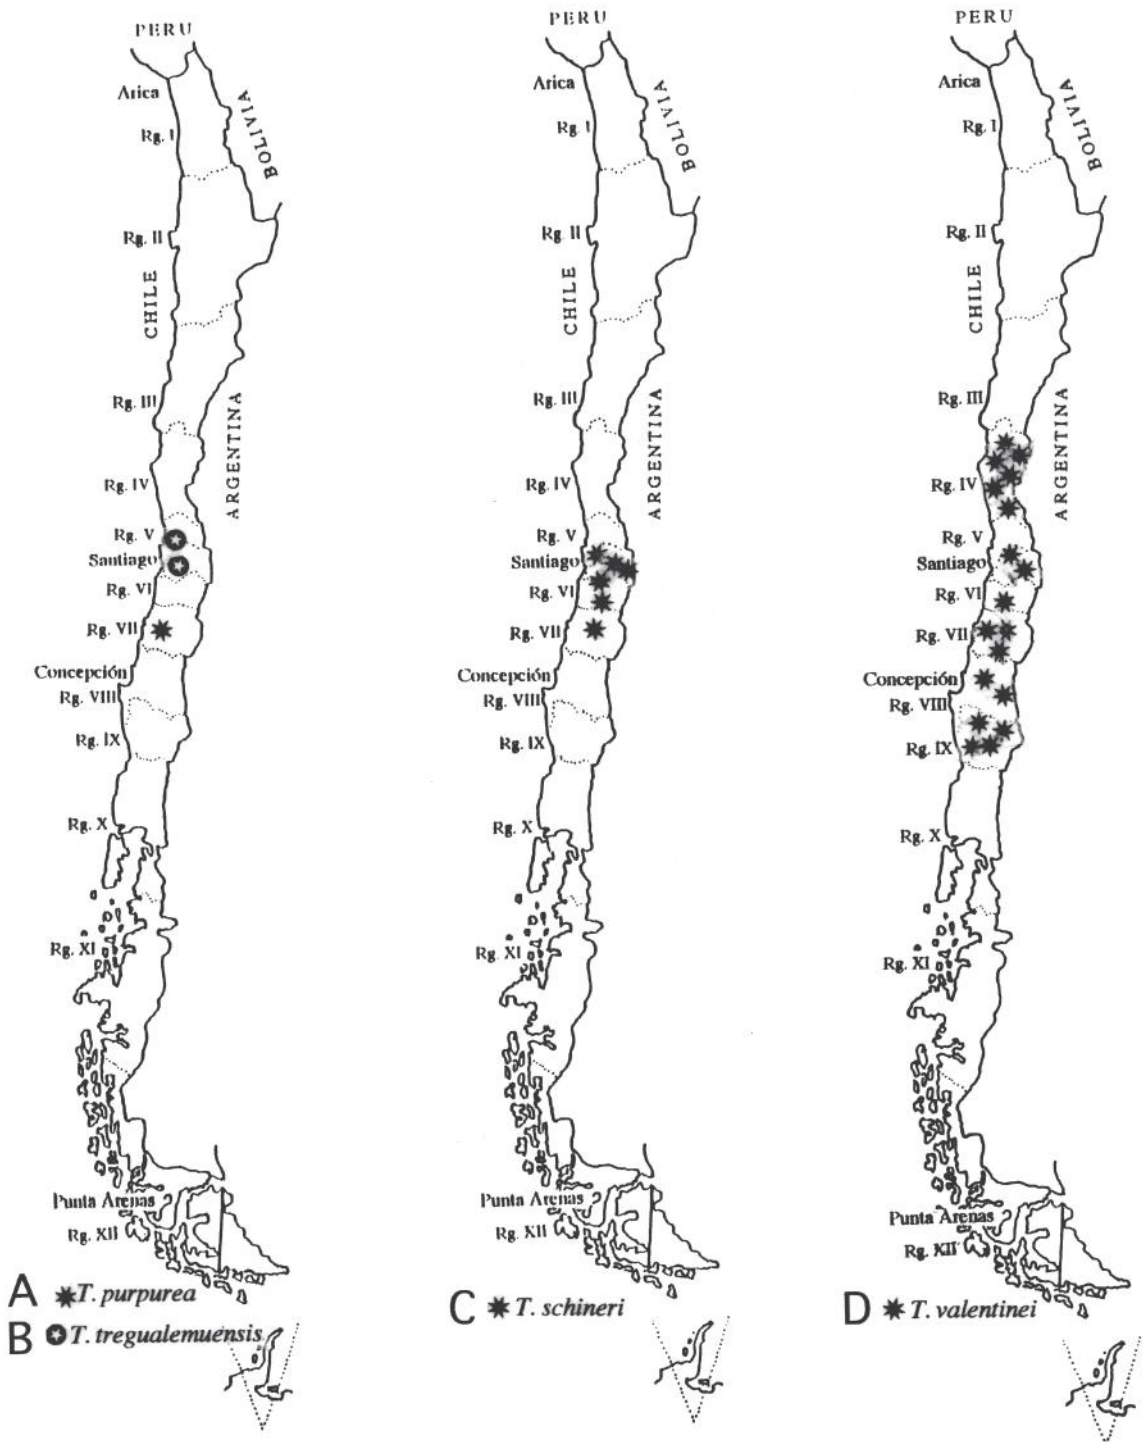 PERU
Arica
Rg. I
BOLIVIA
Rg. II
CHILE
Rg. III
ARGENTINA
Rg. IV
Rg. V
Santiago
Rg. VI
Rg. VII
Concepción
Rg. VIII
Rg. IX
Rg. X
Rg. XI
Punta Arenas
Rg. XII
A T. purpurea
B T. tregualemuensis
PERU
Arica
Rg. I
BOLIVIA
Rg. II
CHILE
Rg. III
ARGENTINA
Rg. IV
Rg. V
Santiago
Rg. VI
Rg. VII
Concepción
Rg. VIII
Rg. IX
Rg. X
Rg. XI
Punta Arenas
Rg. XII
C T. schineri
PERU
Arica
Rg. I
BOLIVIA
Rg. II
CHILE
Rg. III
ARGENTINA
Rg. IV
Rg. V
Santiago
Rg. VI
Rg. VII
Concepción
Rg. VIII
Rg. IX
Rg. X
Rg. XI
Punta Arenas
Rg. XII
D T. valentinei